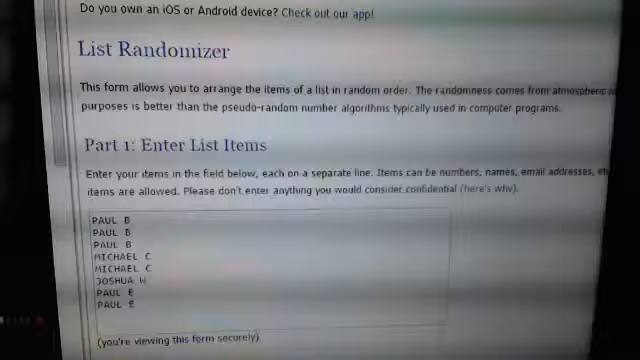 Do you own an iOS or Android device? Check out our app!
List Randomizer
This form allows you to arrange the items of a list in random order. The randomness comes from atmospheric
purposes is better than the pseudo-random number algorithms typically used in computer programs.
Part 1: Enter List Items
Enter your items in the field below, each on a separate line. Items can be numbers, names, email addresses, etc
items are allowed. Please don't enter anything you would consider confidential (here's why).
PAUL B
PAUL B
PAUL B
MICHAEL C
MICHAEL C
JOSHUA W
PAUL E
PAUL E
(you're viewing this form securely)